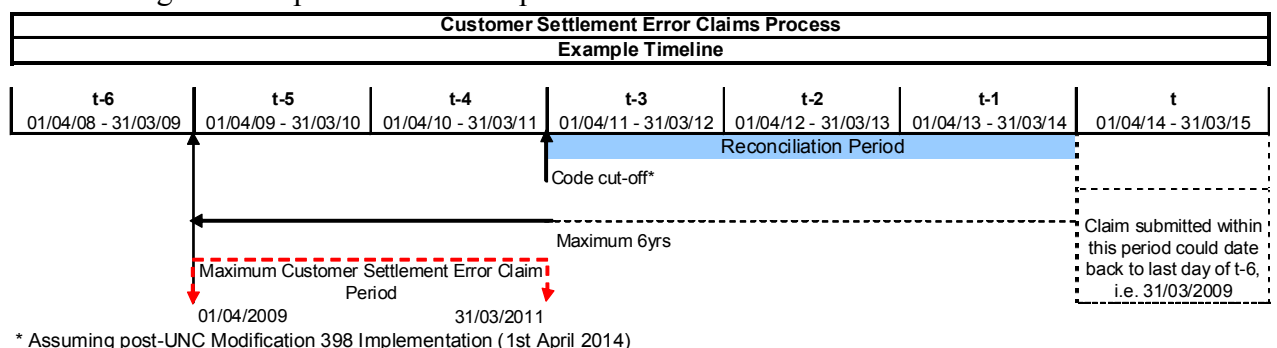 Customer Settlement Error Claims Process
Example Timeline
t-6 t-5 t-4 t-3 t-2 t-1 t
01/04/08 - 31/03/09 01/04/09 - 31/03/10 01/04/10 - 31/03/11 01/04/11 - 31/03/12 01/04/12 - 31/03/13 01/04/13 - 31/03/14 01/04/14 - 31/03/15
Reconciliation Period
Code cut-off*
Maximum 6yrs
Claim submitted within
this period could date
back to last day of t-6,
i.e. 31/03/2009
Maximum Customer Settlement Error Claim
Period
01/04/2009 31/03/2011
* Assuming post-UNC Modification 398 Implementation (1st April 2014)